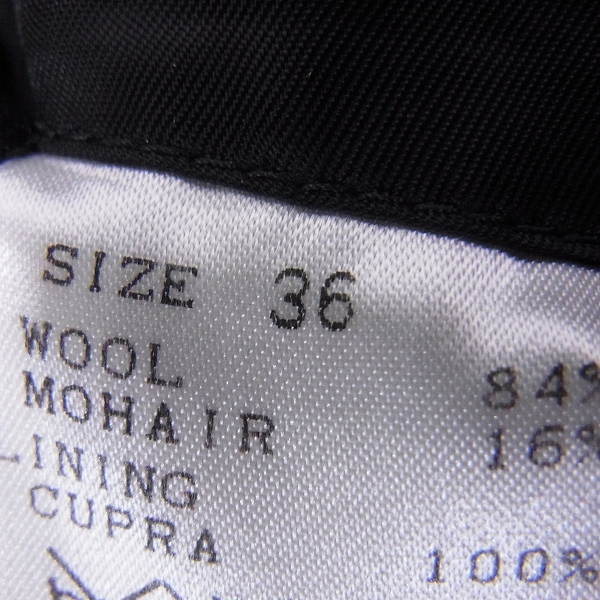 SIZE 36
WOOL 84%
MOHAIR 16%
LINING
CUPRA 100%